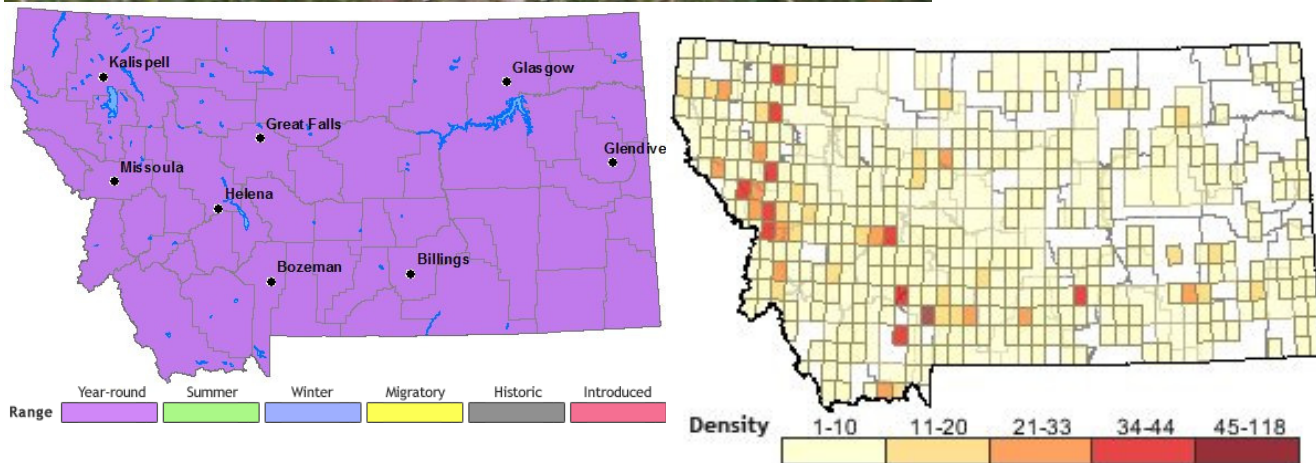 Kalispell
Glasgow
Great Falls
Glendive
Missoula
Helena
Bozeman
Billings
Range Year-round Summer Winter Migratory Historic Introduced
Density 1-10 11-20 21-33 34-44 45-118